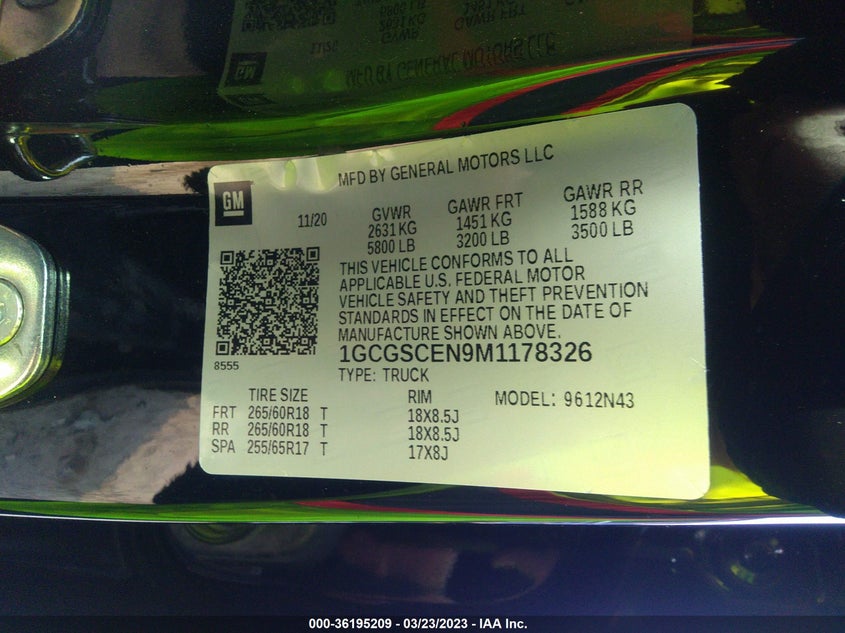 MFD BY GENERAL MOTORS LLC
GM
11/20
GVWR GAWR FRT GAWR RR
2631 KG 1451 KG 1588 KG
5800 LB 3200 LB 3500 LB
THIS VEHICLE CONFORMS TO ALL
APPLICABLE U.S. FEDERAL MOTOR
VEHICLE SAFETY AND THEFT PREVENTION
STANDARDS IN EFFECT ON THE DATE OF
MANUFACTURE SHOWN ABOVE.
8555
1GCGSCEN9M1178326
TYPE: TRUCK
TIRE SIZE RIM MODEL: 9612N43
FRT 265/60R18 T 18X8.5J
RR 265/60R18 T 18X8.5J
SPA 255/65R17 T 17X8J
000-36195209 - 03/23/2023 - IAA Inc.